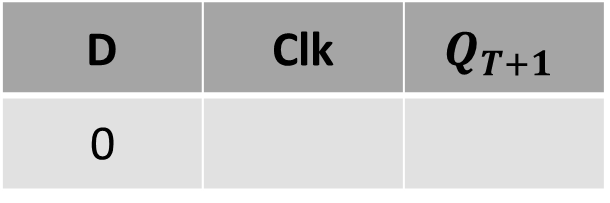 D Clk Q_{T+1}
0